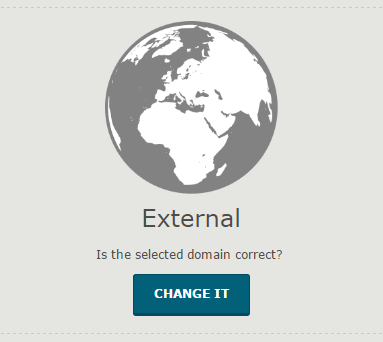 External
Is the selected domain correct?
CHANGE IT